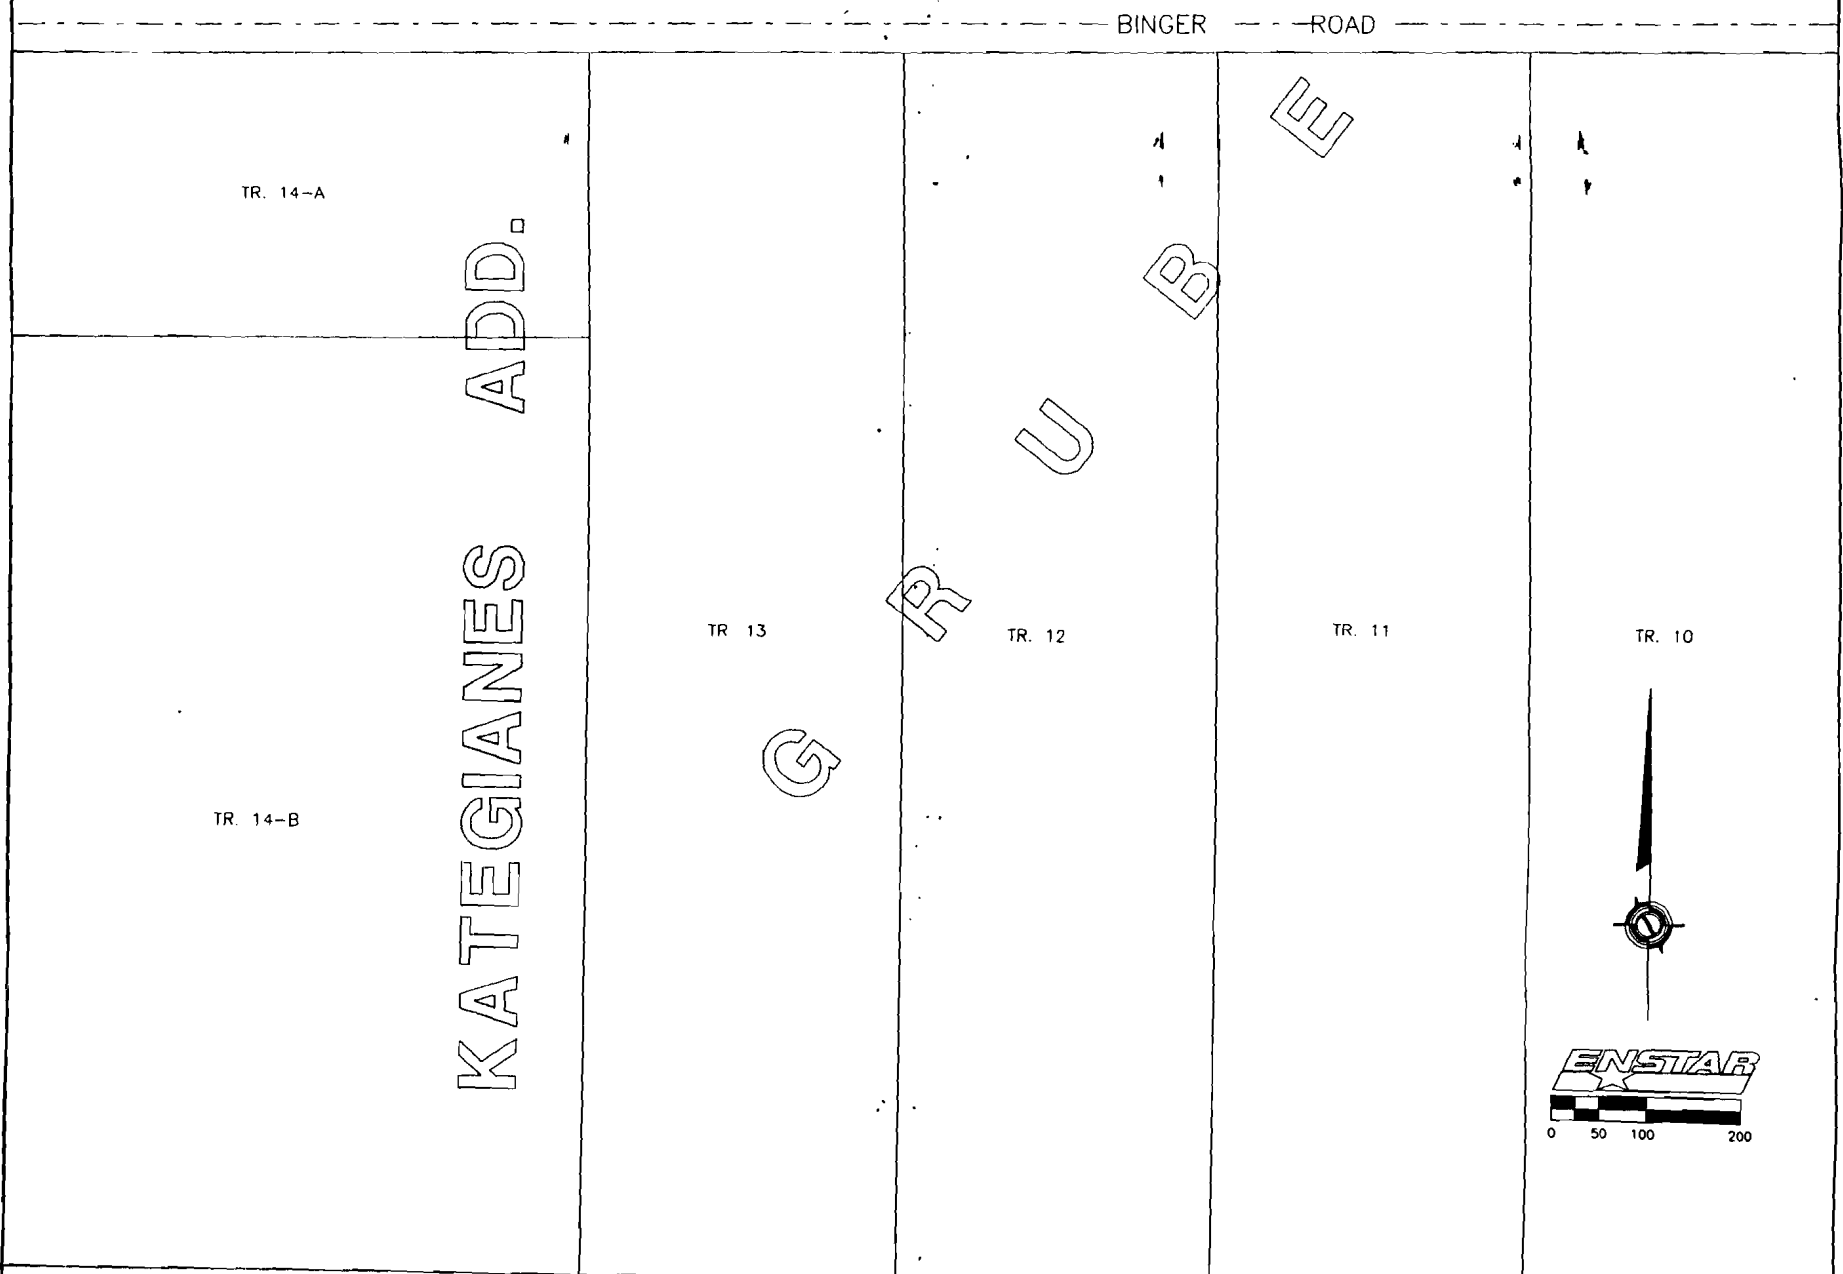 BINGER ROAD
TR. 14-A
KATEGIANES ADD.
GRUBE
TR 13
TR. 12
TR. 11
TR. 10
TR. 14-B
ENSTAR
0 50 100 200